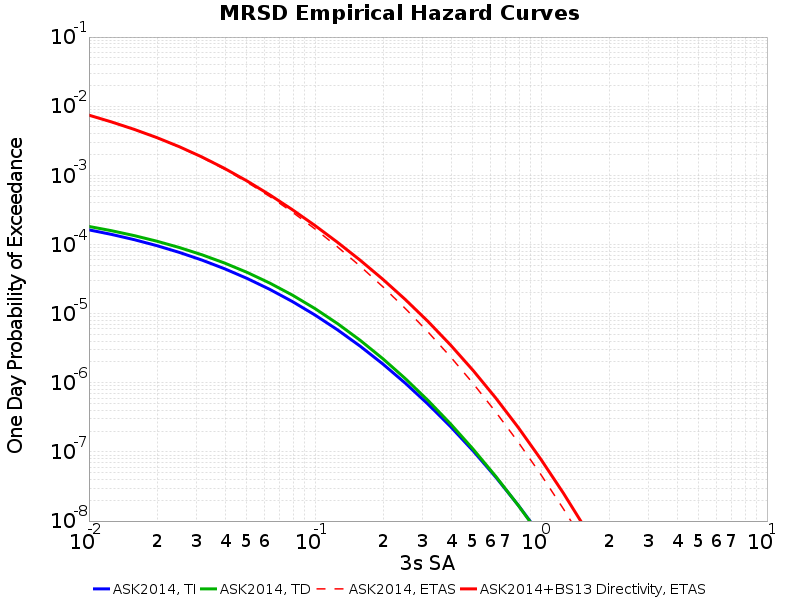 MRSD Empirical Hazard Curves
One Day Probability of Exceedance
10-1
10-2
10-3
10-4
10-5
10-6
10-7
10-8
10-2 2 3 4 5 6 10-1 2 3 4 5 6 7 100 2 3 4 5 6 7 101
3s SA
ASK2014, TI ASK2014, TD ASK2014, ETAS ASK2014+BS13 Directivity, ETAS